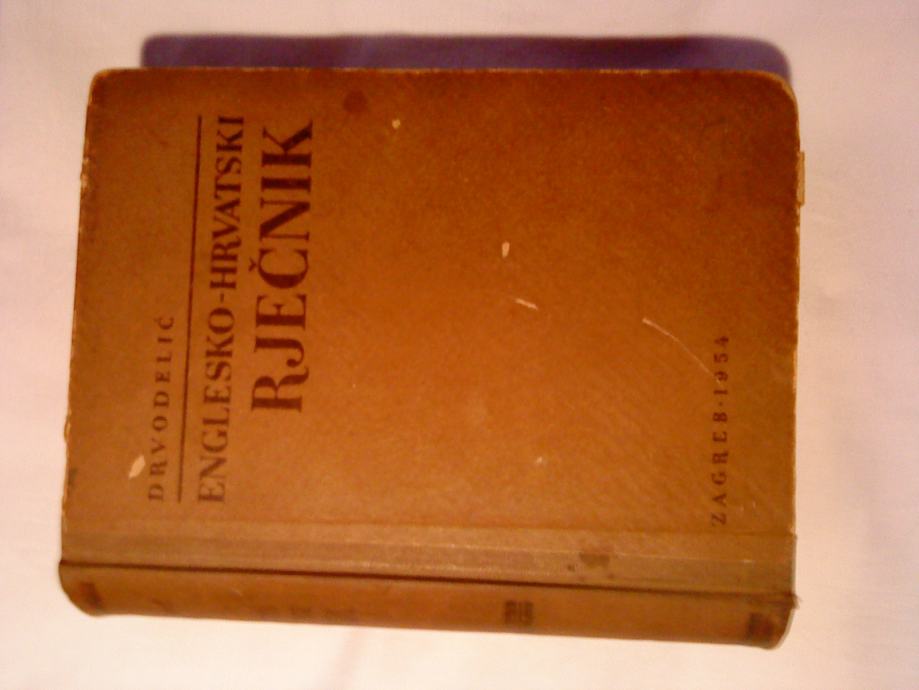 DRVODELIĆ
ENGLESKO-HRVATSKI
RJEČNIK
ZAGREB·1954